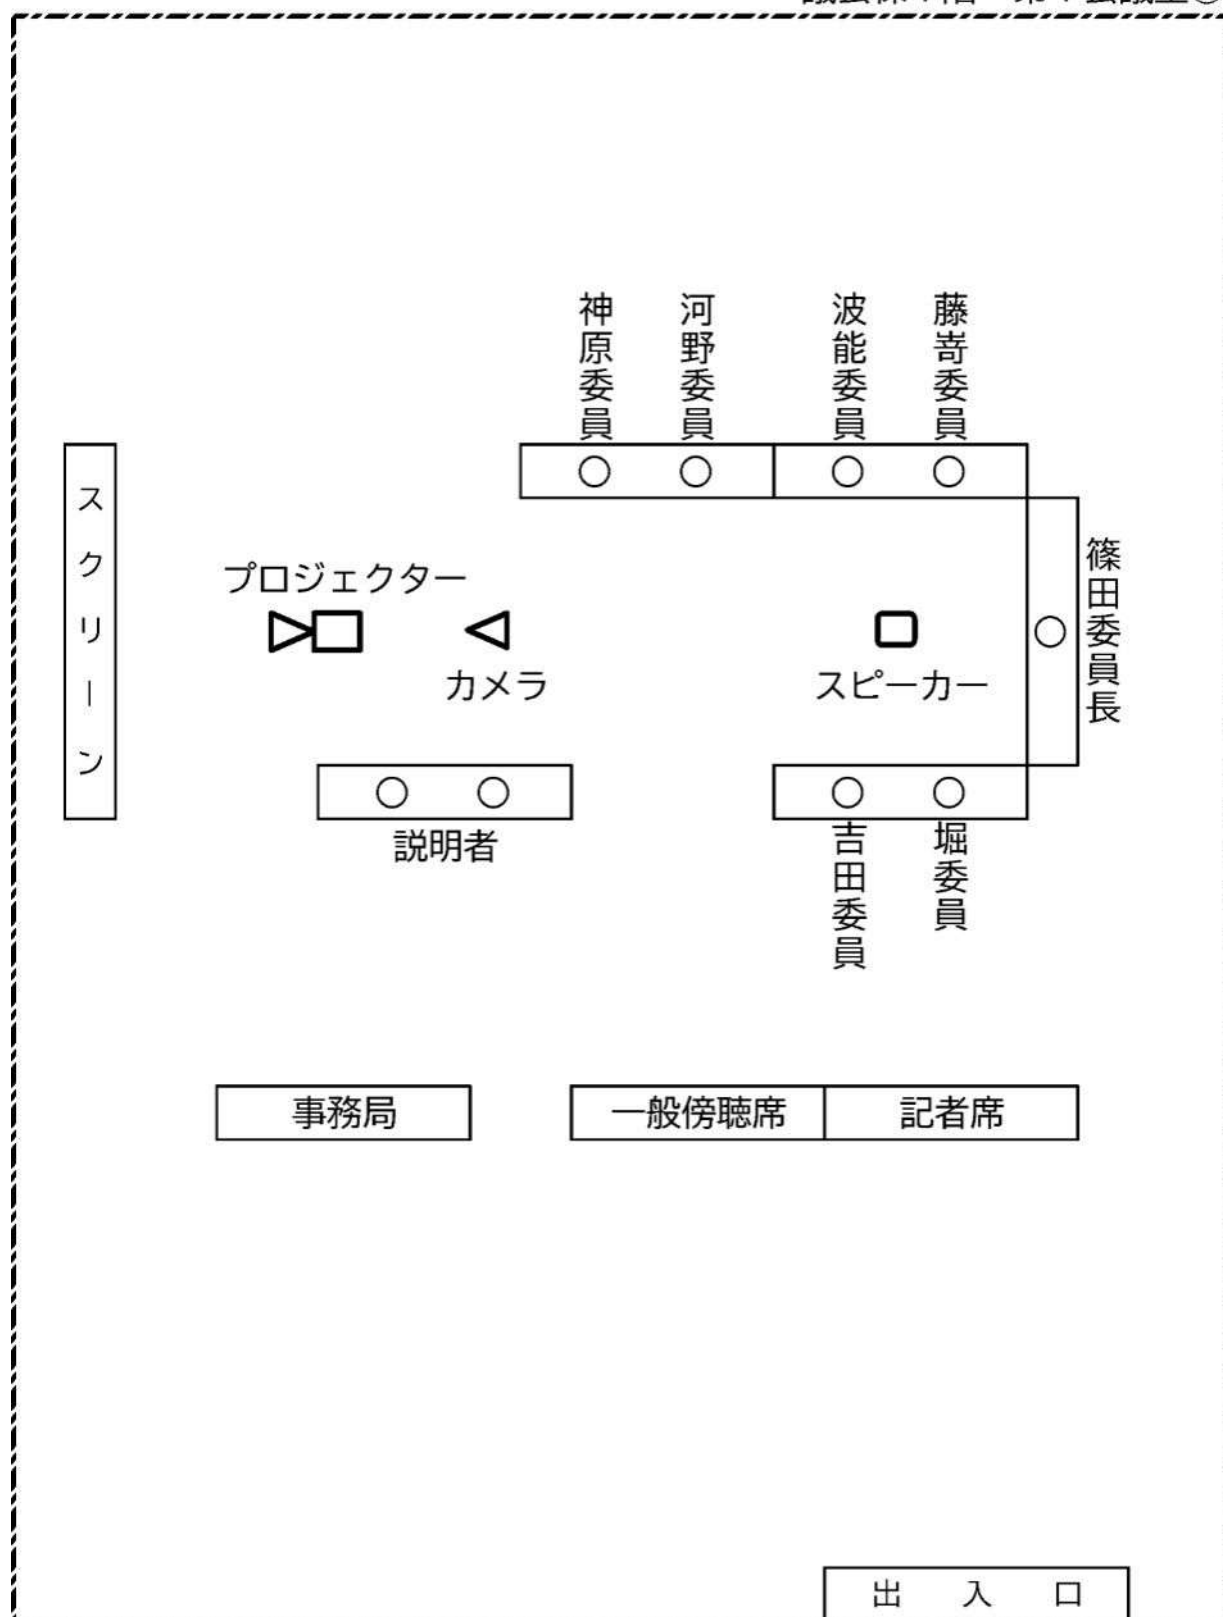 神原委員
河野委員
波能委員
藤嵜委員
スクリーン
プロジェクター
カメラ
スピーカー
篠田委員長
説明者
吉田委員
堀委員
事務局
一般傍聴席
記者席
出入口